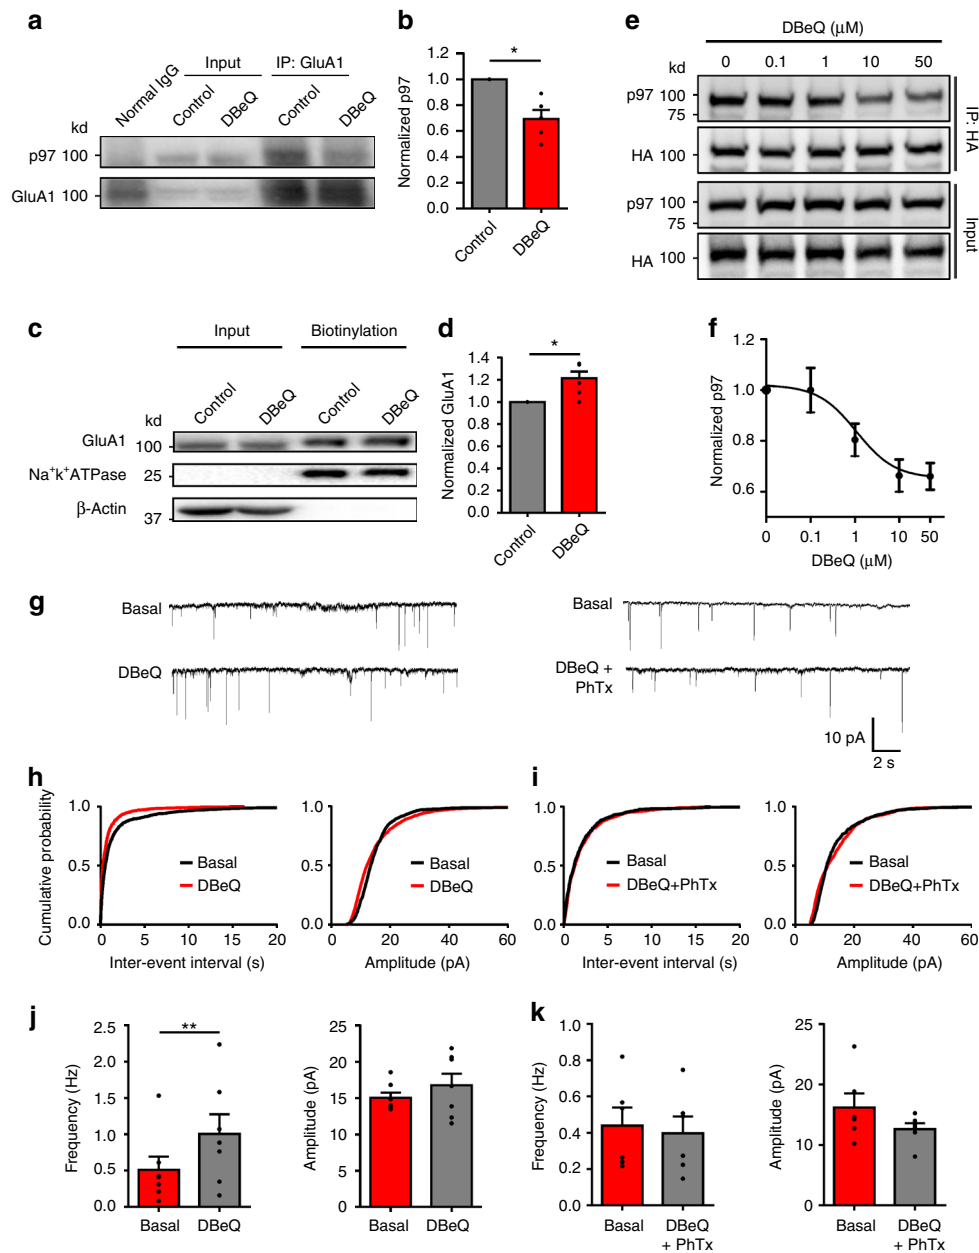 a
Normal IgG
Input
IP: GluA1
Control
DBeQ
Control
DBeQ
kd
p97 100
GluA1 100
b
Normalized p97
1.2
1.0
0.8
0.6
0.4
0.2
0.0
*
Control
DBeQ
e
DBeQ (μM)
0 0.1 1 10 50
kd
p97 100
75
HA 100
IP: HA
p97 100
75
HA 100
Input
c
Input
Biotinylation
Control
DBeQ
Control
DBeQ
kd
GluA1 100
Na⁺k⁺ATPase 25
β-Actin 37
d
Normalized GluA1
1.4
1.2
1.0
0.8
0.6
0.4
0.2
0.0
*
Control
DBeQ
f
Normalized p97
1.2
1.0
0.8
0.6
0 0.1 1 10 50
DBeQ (μM)
g
Basal
DBeQ
Basal
DBeQ +
PhTx
10 pA
2 s
h
Cumulative probability
1.0
0.5
0.0
Basal
DBeQ
0 5 10 15 20
Inter-event interval (s)
1.0
0.5
0.0
Basal
DBeQ
0 20 40 60
Amplitude (pA)
i
1.0
0.5
0.0
Basal
DBeQ+PhTx
0 5 10 15 20
Inter-event interval (s)
1.0
0.5
0.0
Basal
DBeQ+PhTx
0 20 40 60
Amplitude (pA)
j
Frequency (Hz)
2.5
2.0
1.5
1.0
0.5
0.0
**
Basal DBeQ
Amplitude (pA)
25
20
15
10
5
0
Basal DBeQ
k
Frequency (Hz)
1.0
0.8
0.6
0.4
0.2
0.0
Basal DBeQ
+ PhTx
Amplitude (pA)
25
20
10
0
Basal DBeQ
+ PhTx